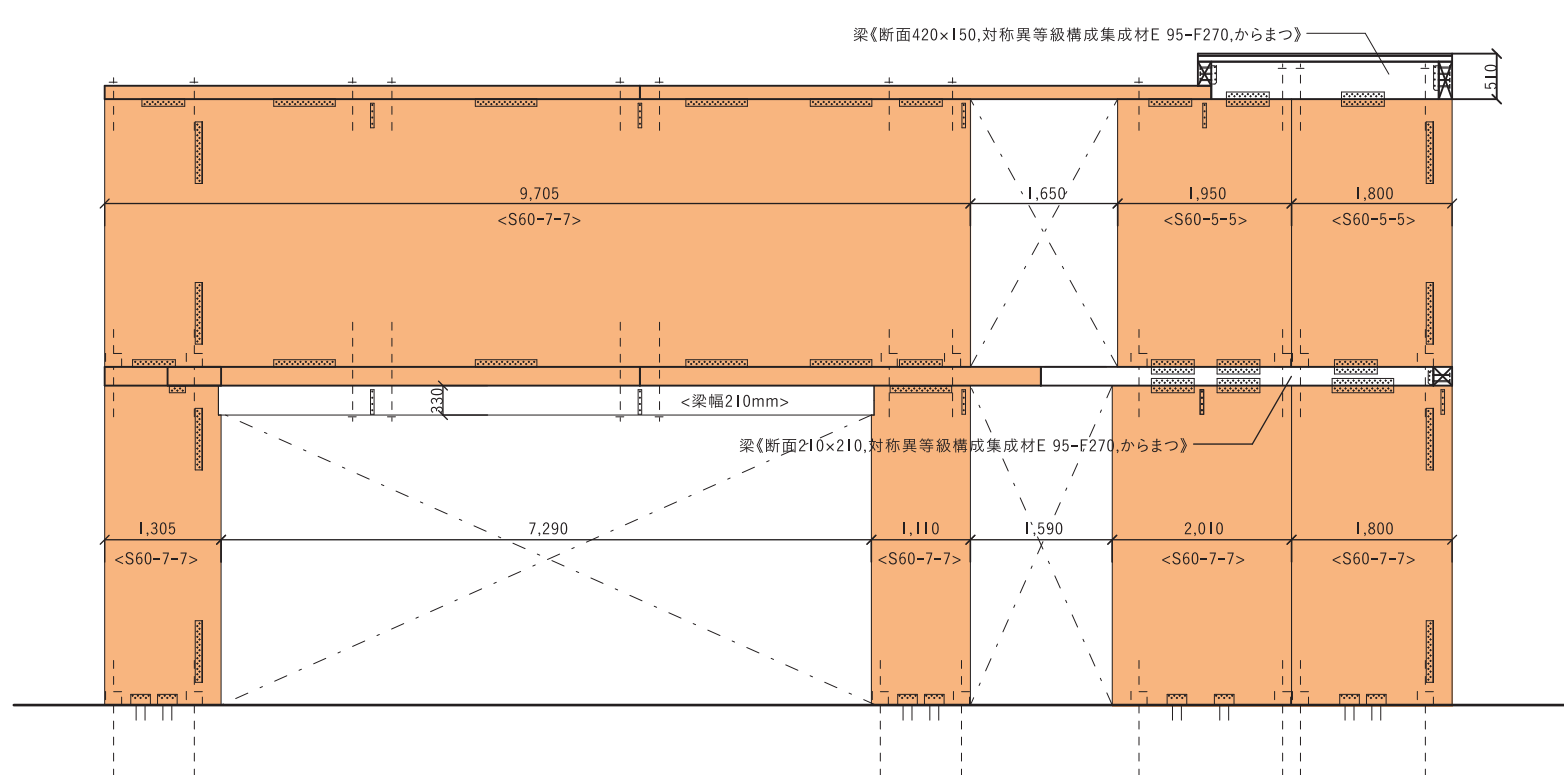 梁《断面420×150,対称異等級構成集成材E 95-F270,からまつ》
510
9,705
<S60-7-7>
1,650
1,950
<S60-5-5>
1,800
<S60-5-5>
330
<梁幅210mm>
梁《断面210×210,対称異等級構成集成材E 95-F270,からまつ》
1,305
<S60-7-7>
7,290
1,110
<S60-7-7>
1,590
2,010
<S60-7-7>
1,800
<S60-7-7>